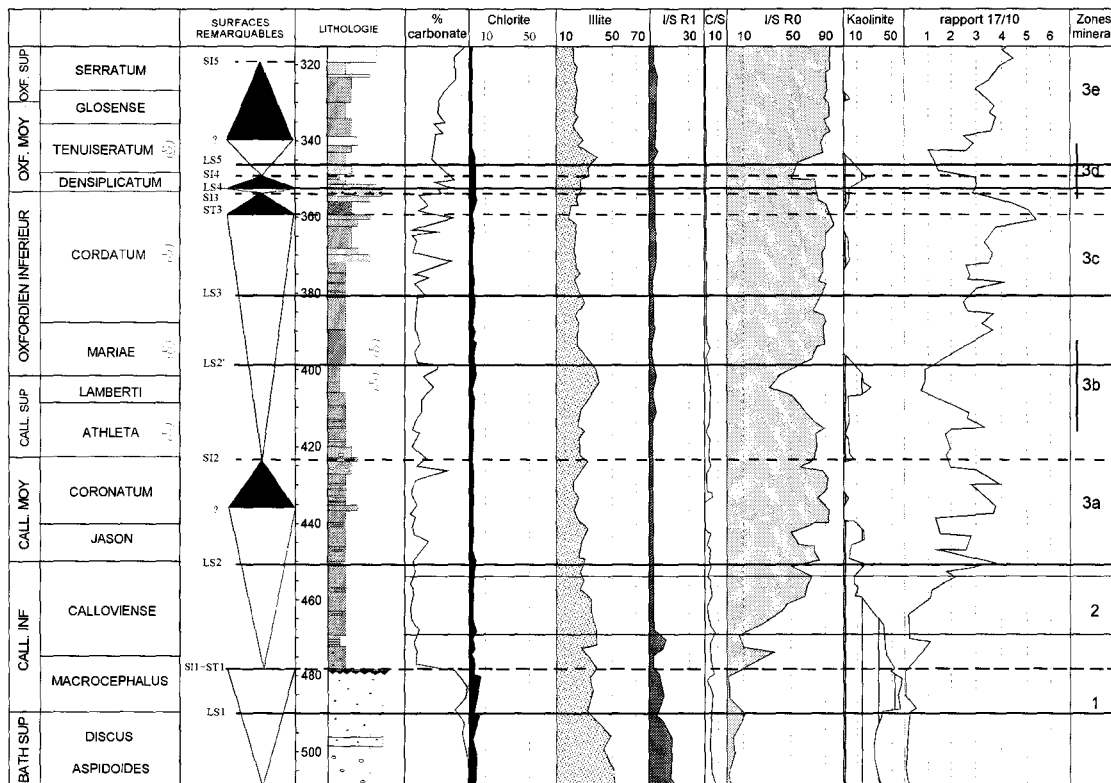 SURFACES REMARQUABLES
LITHOLOGIE
% carbonate
Chlorite
10 50
Illite
10 50 70
I/S R1
10 30
C/S
I/S R0
10 50 90
Kaolinite
10 50
rapport 17/10
1 2 3 4 5 6
Zones
minera
OXF. SUP
OXF. MOY
OXFORDIEN INFERIEUR
CALL. SUP
CALL. MOY
CALL. INF
BATH SUP
SERRATUM
GLOSENSE
TENUISERATUM
DENSIPLICATUM
CORDATUM
MARIAE
LAMBERTI
ATHLETA
CORONATUM
JASON
CALLOVIENSE
MACROCEPHALUS
DISCUS
ASPIDOIDES
SI5
?
LS5
SI4
LS4
SI3
ST3
LS3
LS2'
SI2
?
LS2
SI1-ST1
LS1
320
340
360
380
400
420
440
460
480
500
3e
3d
3c
3b
3a
2
1